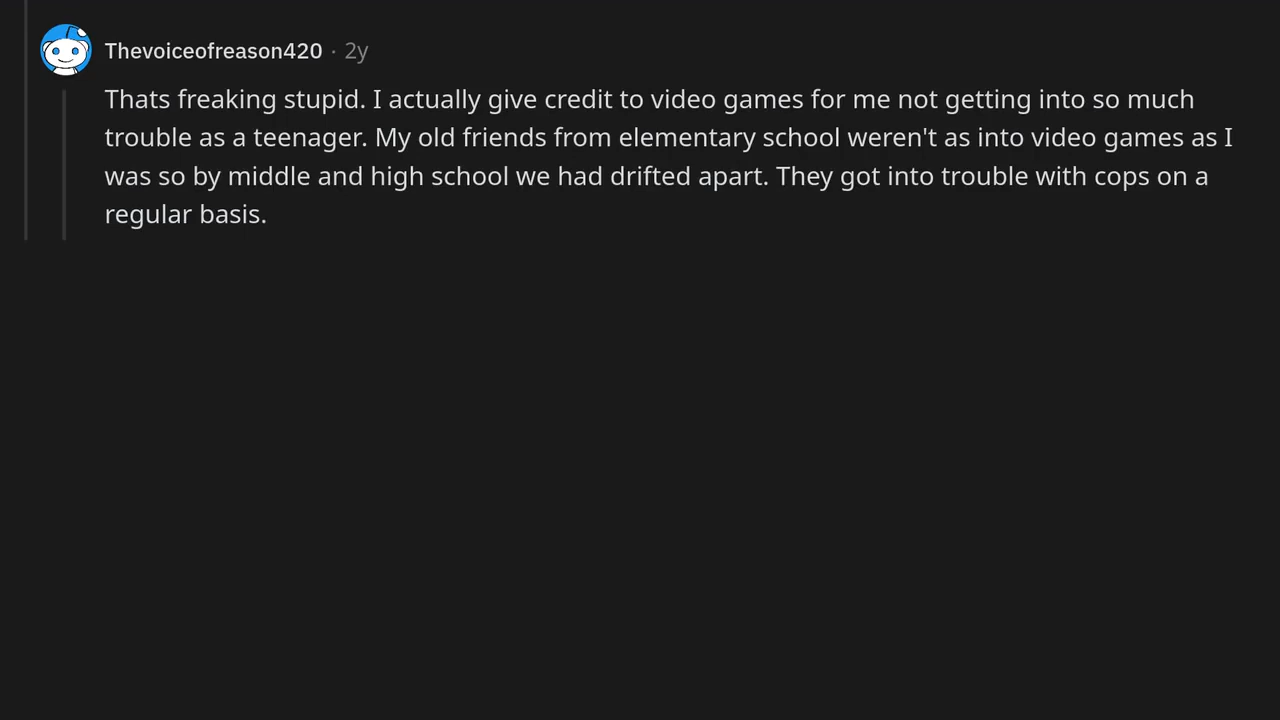 Thevoiceofreason420 · 2y
Thats freaking stupid. I actually give credit to video games for me not getting into so much
trouble as a teenager. My old friends from elementary school weren't as into video games as I
was so by middle and high school we had drifted apart. They got into trouble with cops on a
regular basis.